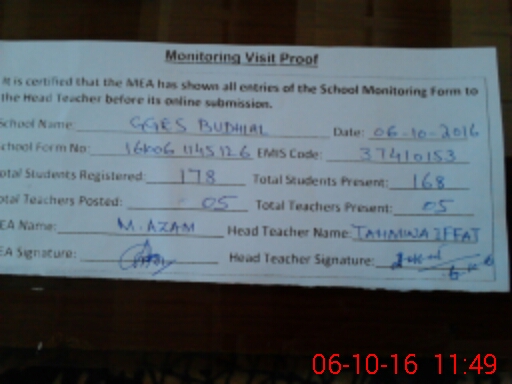 Monitoring Visit Proof
It is certified that the MEA has shown all entries of the School Monitoring Form to
the Head Teacher before its online submission.
School Name: GGES BUDHIAL Date: 06-10-2016
School Form No: 16K06 1145126 EMIS Code: 37410153
Total Students Registered: 178 Total Students Present: 168
Total Teachers Posted: 05 Total Teachers Present: 05
MEA Name: M. AZAM Head Teacher Name: TAHMINA IFFAT
MEA Signature: Head Teacher Signature:
06-10-16 11:49